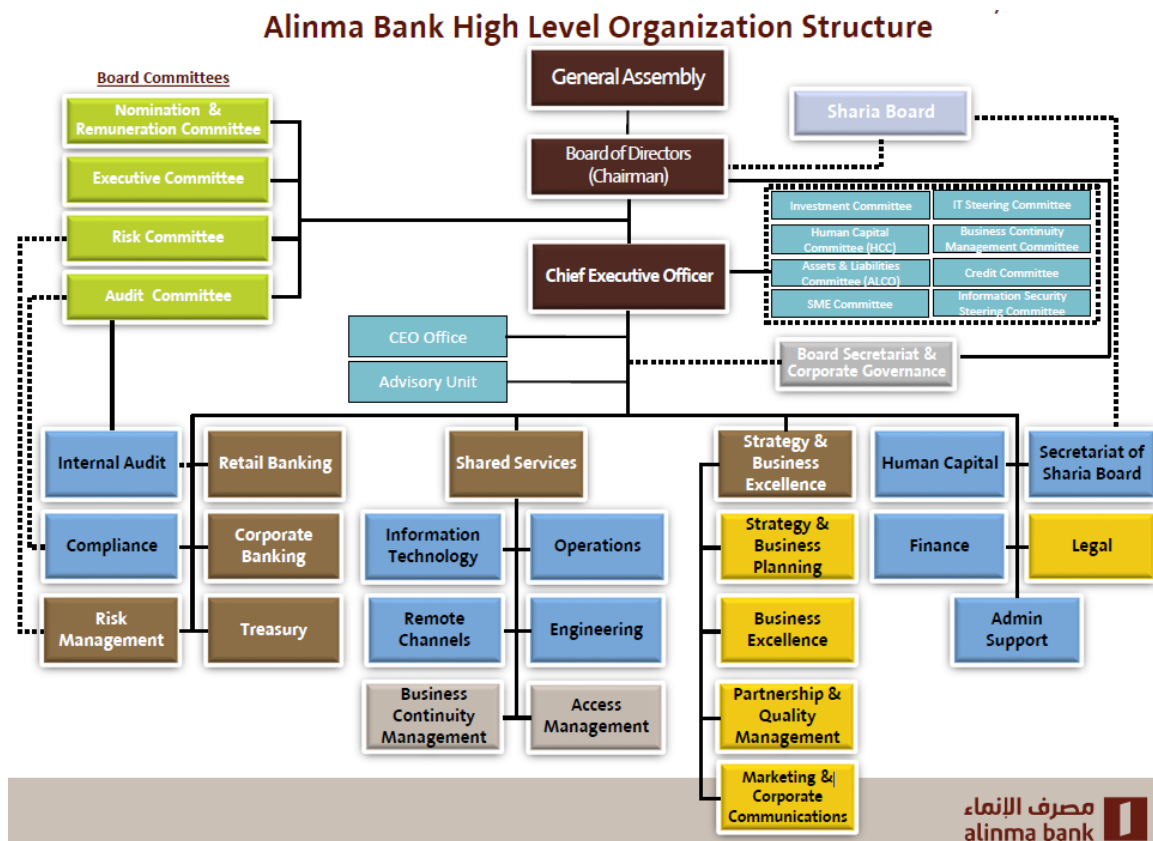 Alinma Bank High Level Organization Structure
Board Committees
Nomination &
Remuneration Committee
Executive Committee
Risk Committee
Audit Committee
General Assembly
Board of Directors
(Chairman)
Chief Executive Officer
Sharia Board
Investment Committee
IT Steering Committee
Human Capital
Committee (HCC)
Business Continuity
Management Committee
Assets & Liabilities
Committee (ALCO)
Credit Committee
SME Committee
Information Security
Steering Committee
CEO Office
Advisory Unit
Board Secretariat &
Corporate Governance
Internal Audit
Retail Banking
Compliance
Corporate
Banking
Risk
Management
Treasury
Shared Services
Information
Technology
Operations
Remote
Channels
Engineering
Business
Continuity
Management
Access
Management
Strategy &
Business
Excellence
Strategy &
Business
Planning
Business
Excellence
Partnership &
Quality
Management
Marketing &
Corporate
Communications
Human Capital
Secretariat of
Sharia Board
Finance
Legal
Admin
Support
مصرف الإنماء
alinma bank